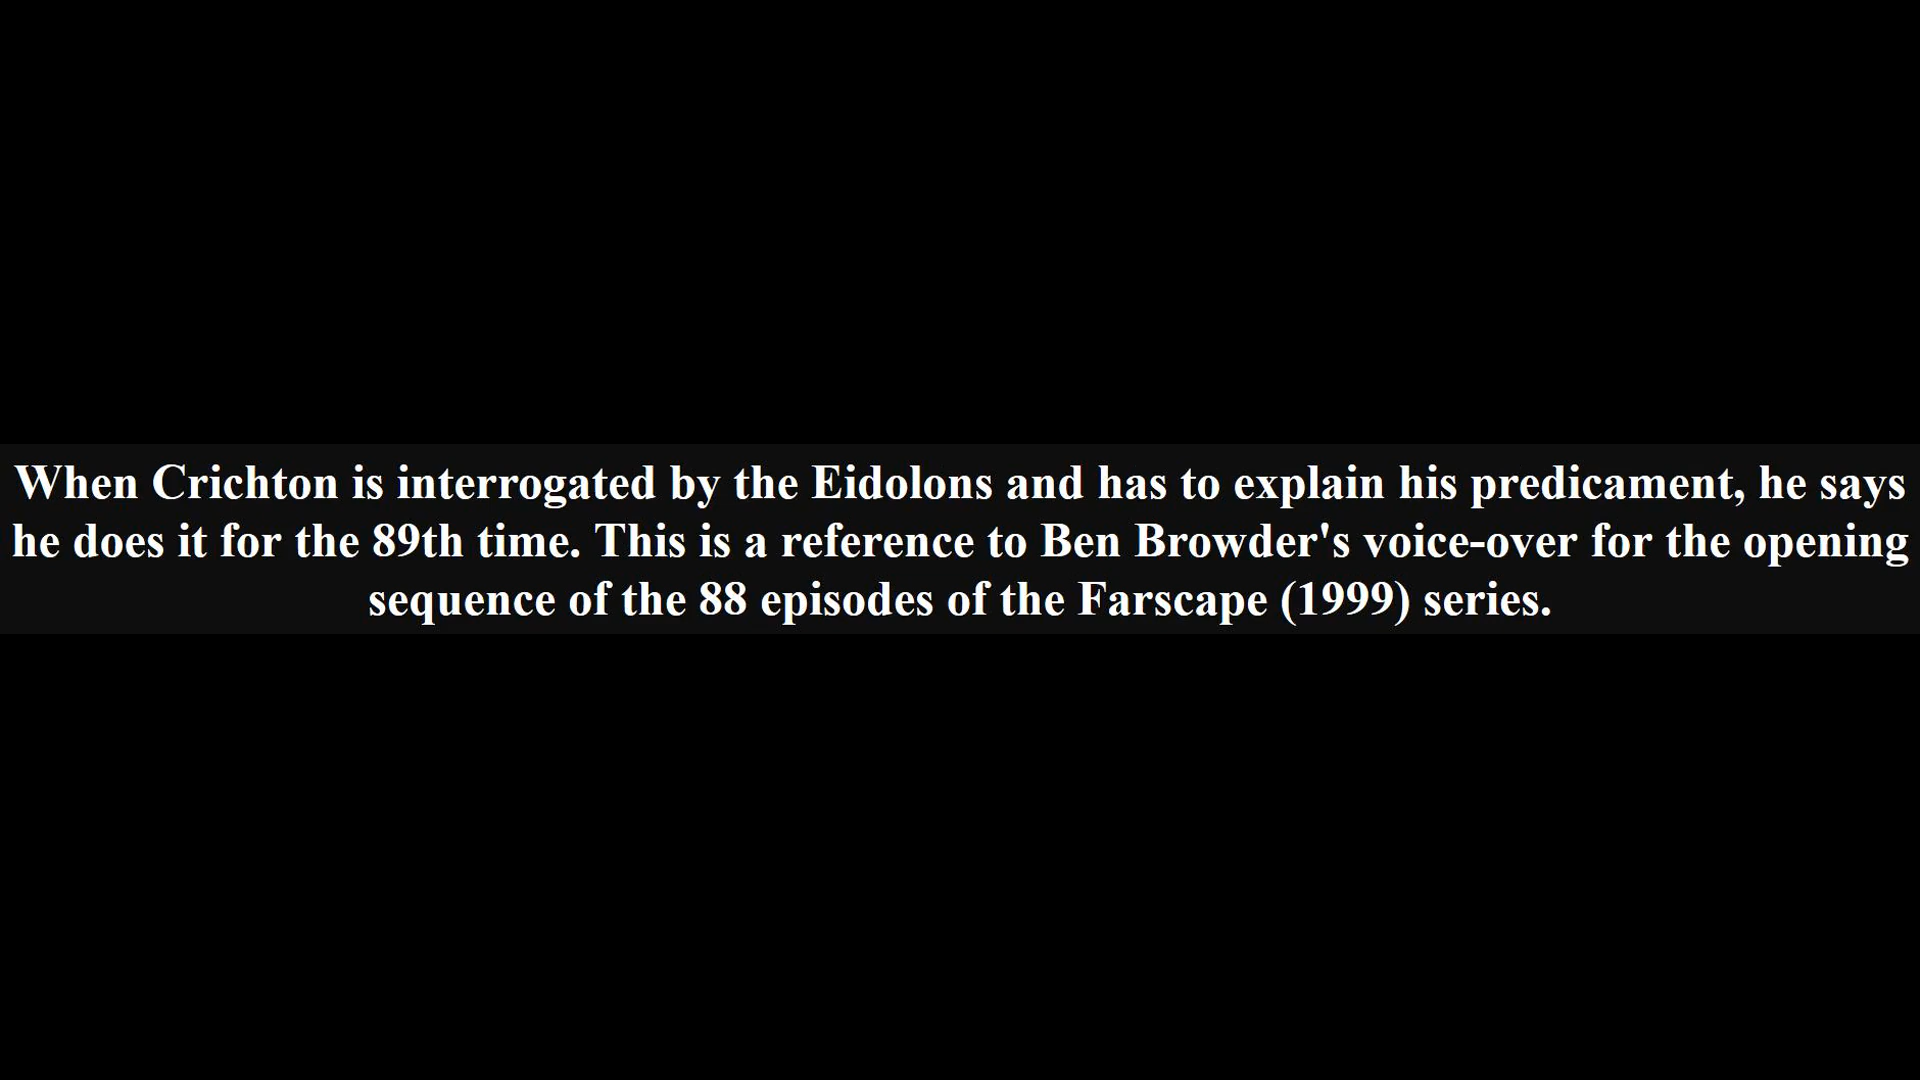 When Crichton is interrogated by the Eidolons and has to explain his predicament, he says
he does it for the 89th time. This is a reference to Ben Browder's voice-over for the opening
sequence of the 88 episodes of the Farscape (1999) series.